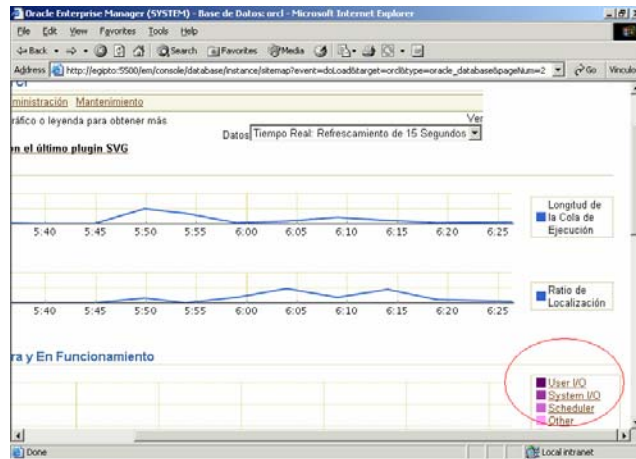 Oracle Enterprise Manager (SYSTEM) - Base de Datos: orcl - Microsoft Internet Explorer
File Edit View Favorites Tools Help
Back Search Favorites Media
Address http://egipto:5500/em/console/database/instance/sitemap?event=doLoad&target=orcl&type=oracle_database&pageNum=2 Go Vínculo
ministración Mantenimiento
ráfico o leyenda para obtener más
Ver
Datos Tiempo Real: Refrescamiento de 15 Segundos
n el último plugin SVG
Longitud de
la Cola de
Ejecución
5:40 5:45 5:50 5:55 6:00 6:05 6:10 6:15 6:20 6:25
Ratio de
Localización
5:40 5:45 5:50 5:55 6:00 6:05 6:10 6:15 6:20 6:25
ra y En Funcionamiento
User I/O
System I/O
Scheduler
Other
Done Local intranet